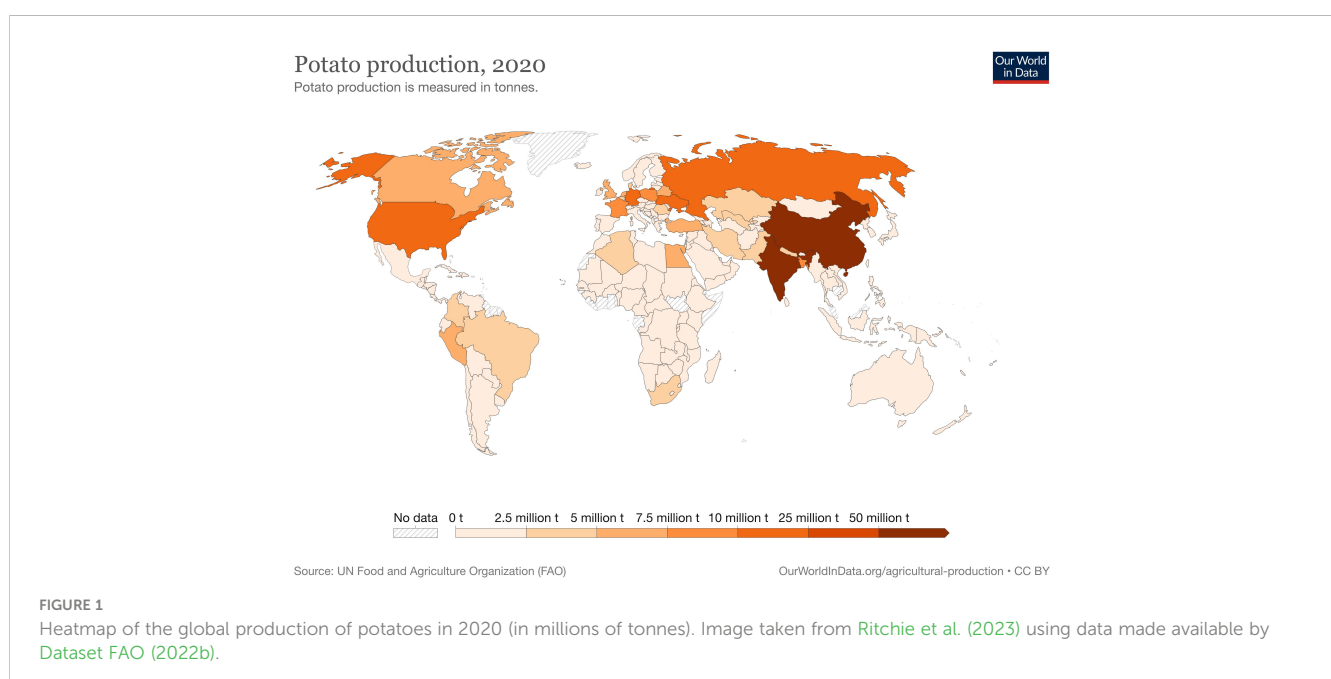 Potato production, 2020
Potato production is measured in tonnes.
Our World
in Data
No data 0 t 2.5 million t 5 million t 7.5 million t 10 million t 25 million t 50 million t
Source: UN Food and Agriculture Organization (FAO)
OurWorldInData.org/agricultural-production • CC BY
FIGURE 1
Heatmap of the global production of potatoes in 2020 (in millions of tonnes). Image taken from Ritchie et al. (2023) using data made available by
Dataset FAO (2022b).